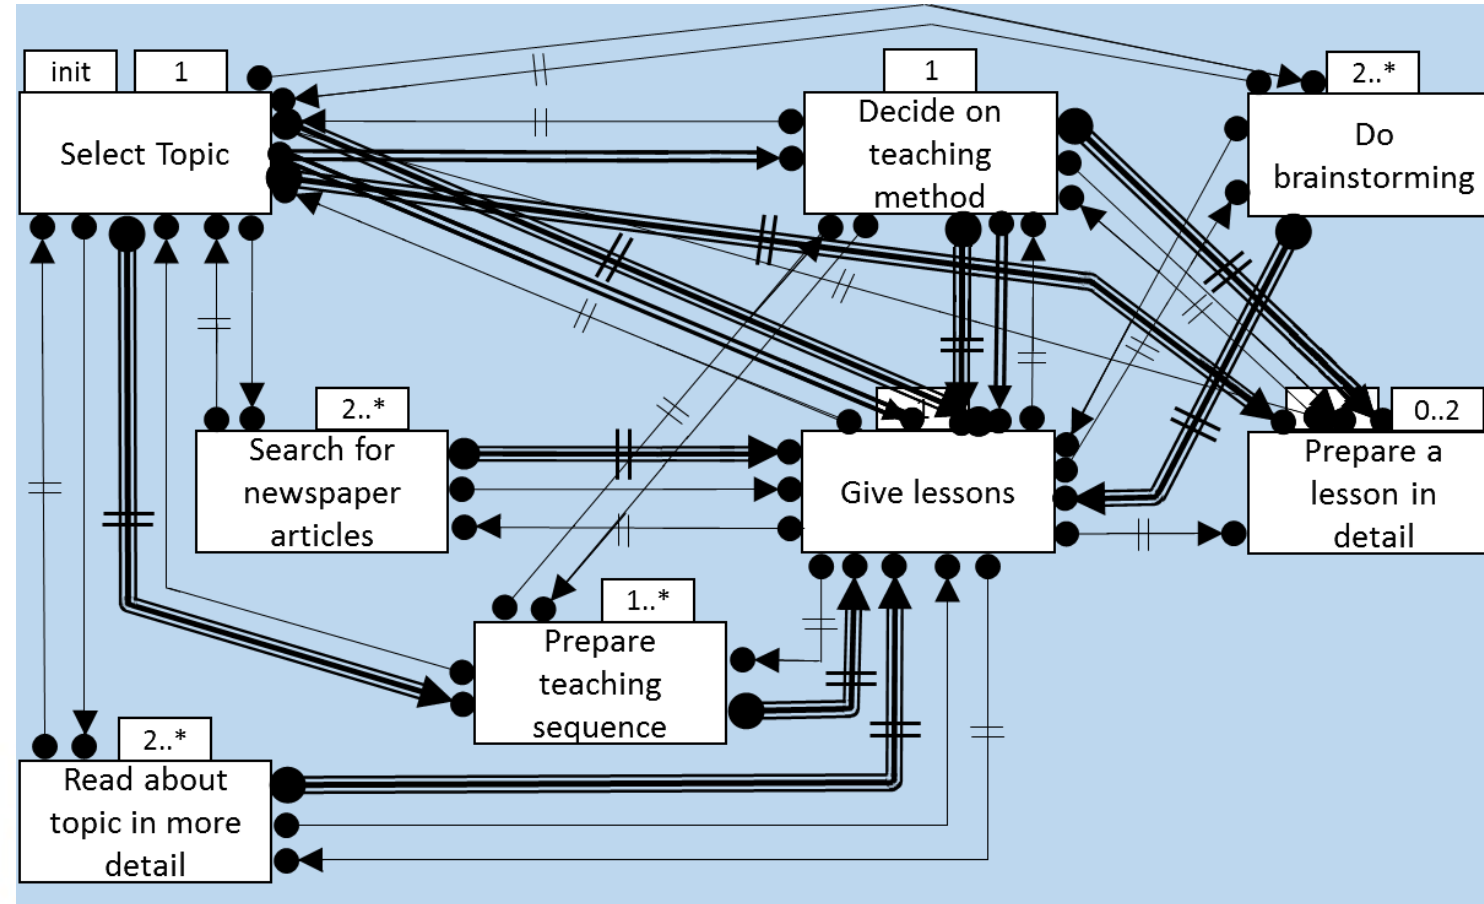 init
1
Select Topic
1
Decide on
teaching
method
2..*
Do
brainstorming
2..*
Search for
newspaper
articles
1
Give lessons
0..2
Prepare a
lesson in
detail
1..*
Prepare
teaching
sequence
2..*
Read about
topic in more
detail